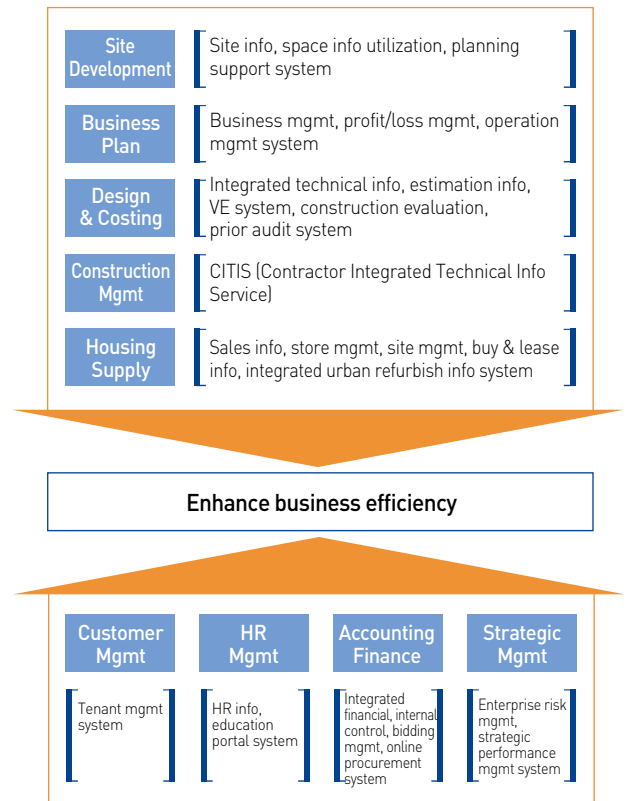 Site
Development
Site info, space info utilization, planning
support system
Business
Plan
Business mgmt, profit/loss mgmt, operation
mgmt system
Design
& Costing
Integrated technical info, estimation info,
VE system, construction evaluation,
prior audit system
Construction
Mgmt
CITIS (Contractor Integrated Technical Info
Service)
Housing
Supply
Sales info, store mgmt, site mgmt, buy & lease
info, integrated urban refurbish info system
Enhance business efficiency
Customer
Mgmt
Tenant mgmt
system
HR
Mgmt
HR info,
education
portal system
Accounting
Finance
Integrated
financial, internal
control, bidding
mgmt, online
procurement
system
Strategic
Mgmt
Enterprise risk
mgmt,
strategic
performance
mgmt system